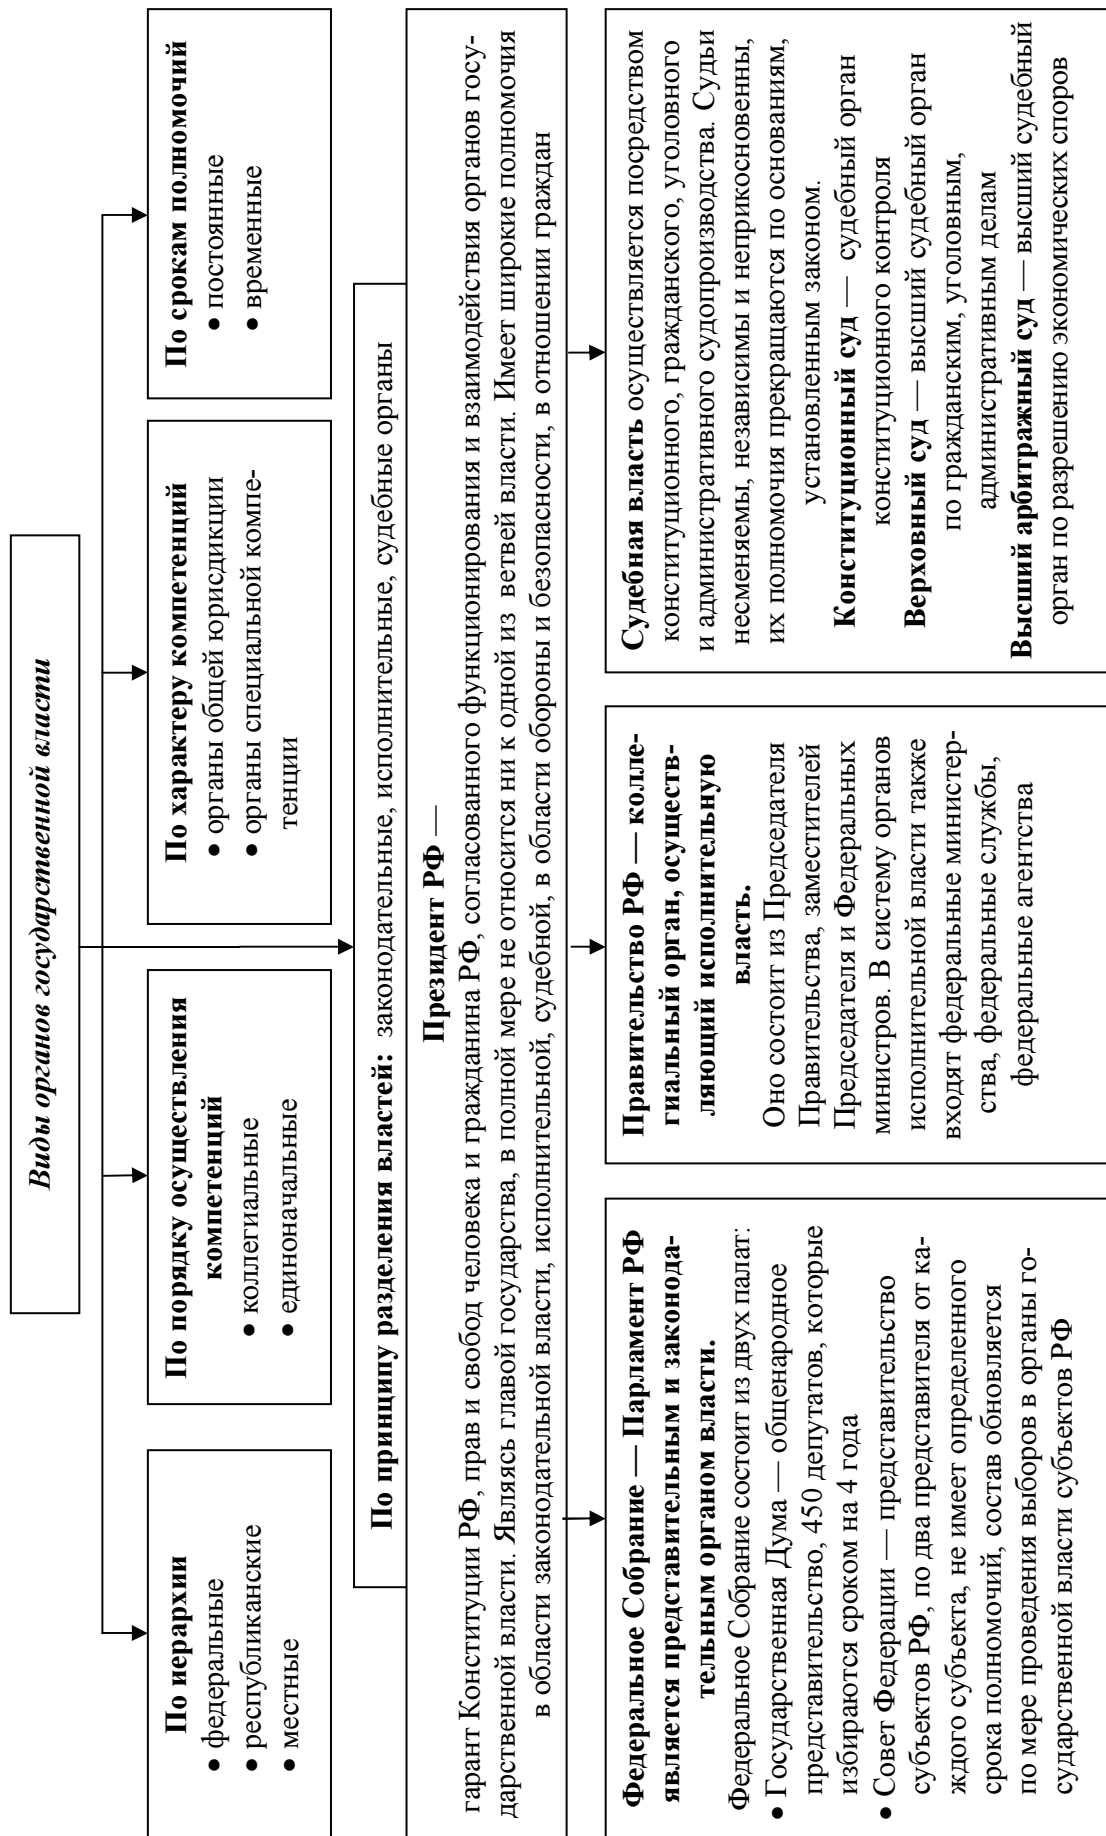 Виды органов государственной власти
По иерархии
● федеральные
● республиканские
● местные
По порядку осуществления
компетенций
● коллегиальные
● единоначальные
По характеру компетенций
● органы общей юрисдикции
● органы специальной компе-
тенции
По срокам полномочий
● постоянные
● временные
По принципу разделения властей: законодательные, исполнительные, судебные органы
Президент РФ —
гарант Конституции РФ, прав и свобод человека и гражданина РФ, согласованного функционирования и взаимодействия органов госу-
дарственной власти. Являясь главой государства, в полной мере не относится ни к одной из ветвей власти. Имеет широкие полномочия
в области законодательной власти, исполнительной, судебной, в области обороны и безопасности, в отношении граждан
Федеральное Собрание — Парламент РФ
является представительным и законода-
тельным органом власти.
Федеральное Собрание состоит из двух палат:
● Государственная Дума — общенародное
представительство, 450 депутатов, которые
избираются сроком на 4 года
● Совет Федерации — представительство
субъектов РФ, по два представителя от ка-
ждого субъекта, не имеет определенного
срока полномочий, состав обновляется
по мере проведения выборов в органы го-
сударственной власти субъектов РФ
Правительство РФ — колле-
гиальный орган, осуществ-
ляющий исполнительную
власть.
Оно состоит из Председателя
Правительства, заместителей
Председателя и Федеральных
министров. В систему органов
исполнительной власти также
входят федеральные министер-
ства, федеральные службы,
федеральные агентства
Судебная власть осуществляется посредством
конституционного, гражданского, уголовного
и административного судопроизводства. Судьи
несменяемы, независимы и неприкосновенны,
их полномочия прекращаются по основаниям,
установленным законом.
Конституционный суд — судебный орган
конституционного контроля
Верховный суд — высший судебный орган
по гражданским, уголовным,
административным делам
Высший арбитражный суд — высший судебный
орган по разрешению экономических споров